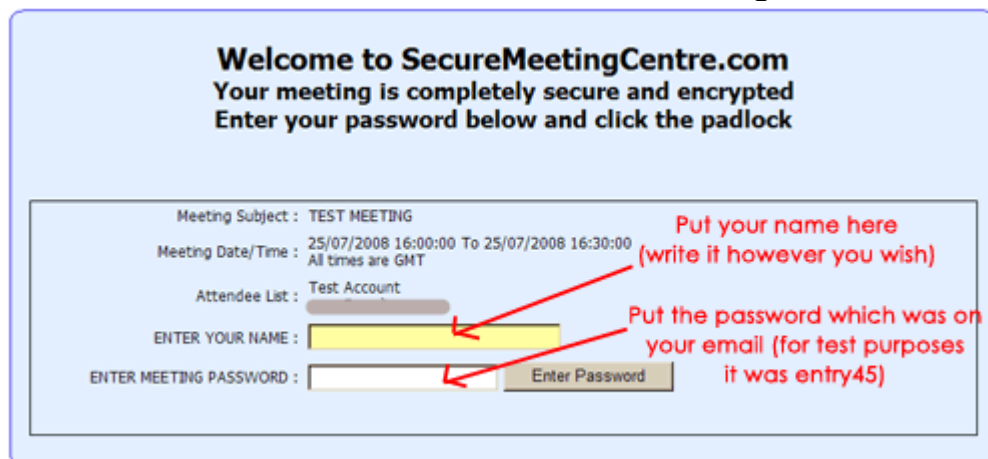 Welcome to SecureMeetingCentre.com
Your meeting is completely secure and encrypted
Enter your password below and click the padlock
Meeting Subject : TEST MEETING
Meeting Date/Time : 25/07/2008 16:00:00 To 25/07/2008 16:30:00
All times are GMT
Attendee List : Test Account
ENTER YOUR NAME :
ENTER MEETING PASSWORD : Enter Password
Put your name here
(write it however you wish)
Put the password which was on
your email (for test purposes
it was entry45)